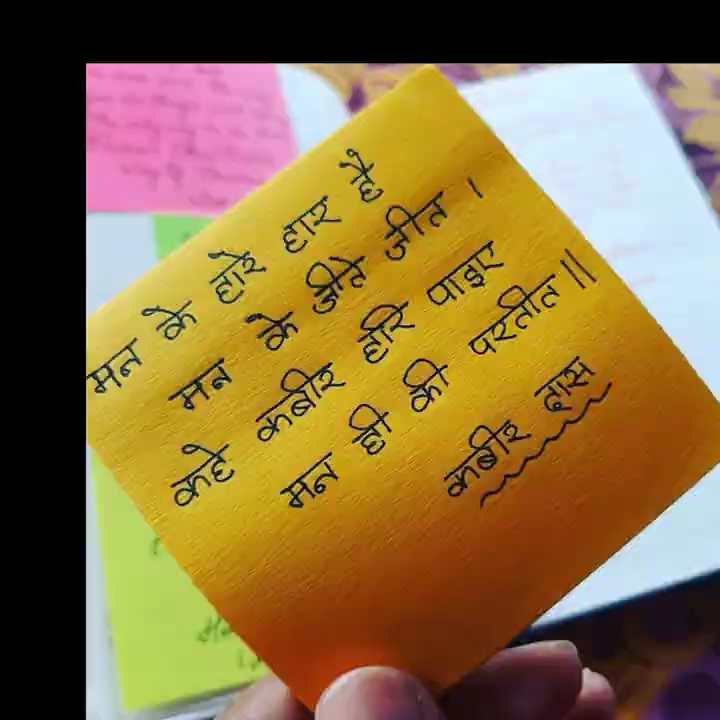 मन के हारे हार है
मन के जीते जीत ।
कहे कबीर हरि पाइए
मन ही की परतीत ॥
कबीर दास